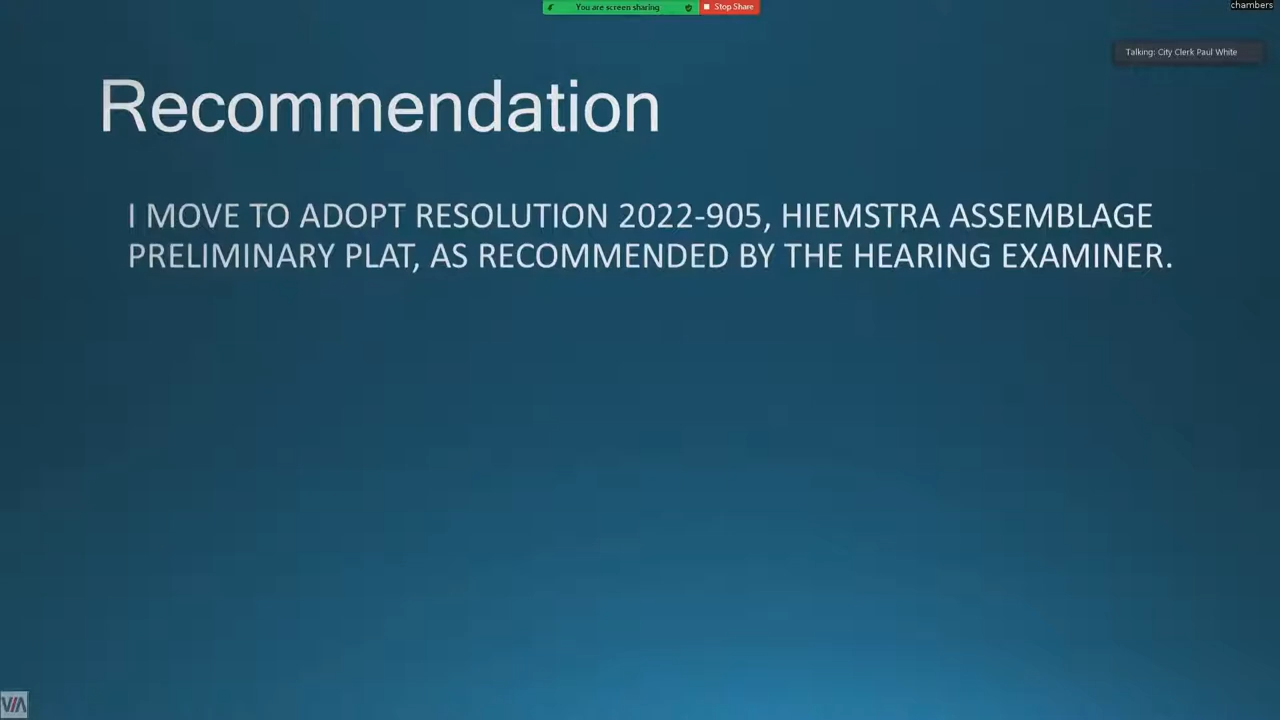 You are screen sharing
Stop Share
chambers
Talking: City Clerk Paul White
Recommendation
I MOVE TO ADOPT RESOLUTION 2022-905, HIEMSTRA ASSEMBLAGE
PRELIMINARY PLAT, AS RECOMMENDED BY THE HEARING EXAMINER.
VIA